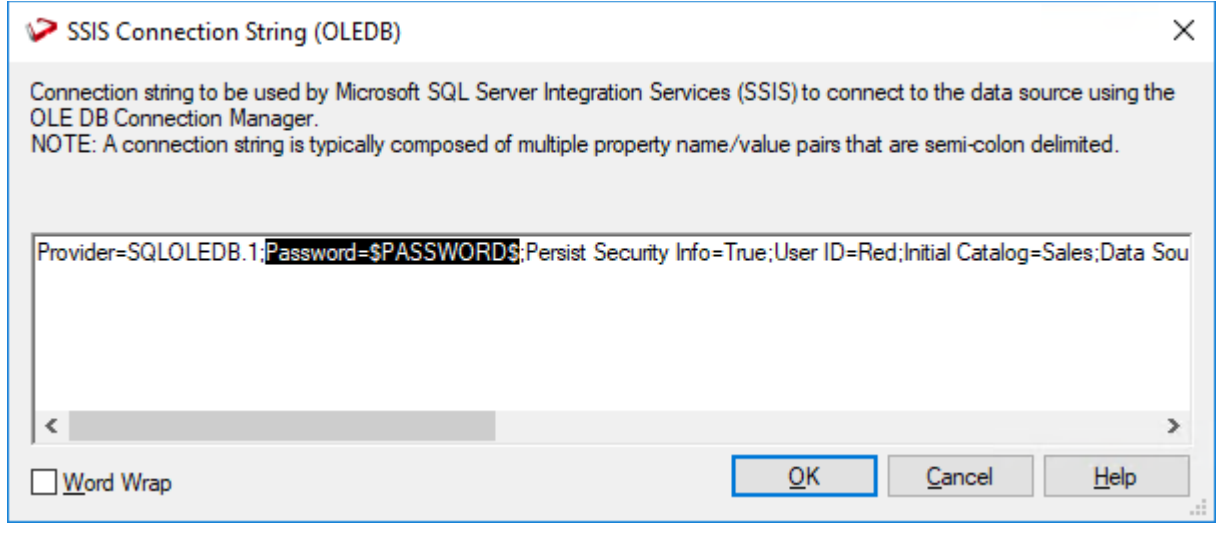 SSIS Connection String (OLEDB)
Connection string to be used by Microsoft SQL Server Integration Services (SSIS) to connect to the data source using the
OLE DB Connection Manager.
NOTE: A connection string is typically composed of multiple property name/value pairs that are semi-colon delimited.
Provider=SQLOLEDB.1;Password=$PASSWORD$;Persist Security Info=True;User ID=Red;Initial Catalog=Sales;Data Sou
Word Wrap
OK
Cancel
Help